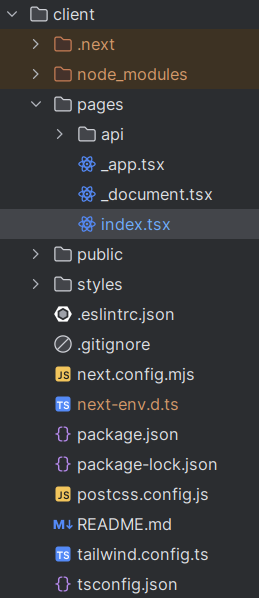 client
.next
node_modules
pages
api
_app.tsx
_document.tsx
index.tsx
public
styles
.eslintrc.json
.gitignore
JS next.config.mjs
TS next-env.d.ts
{} package.json
{} package-lock.json
JS postcss.config.js
M↓ README.md
TS tailwind.config.ts
{} tsconfig.json